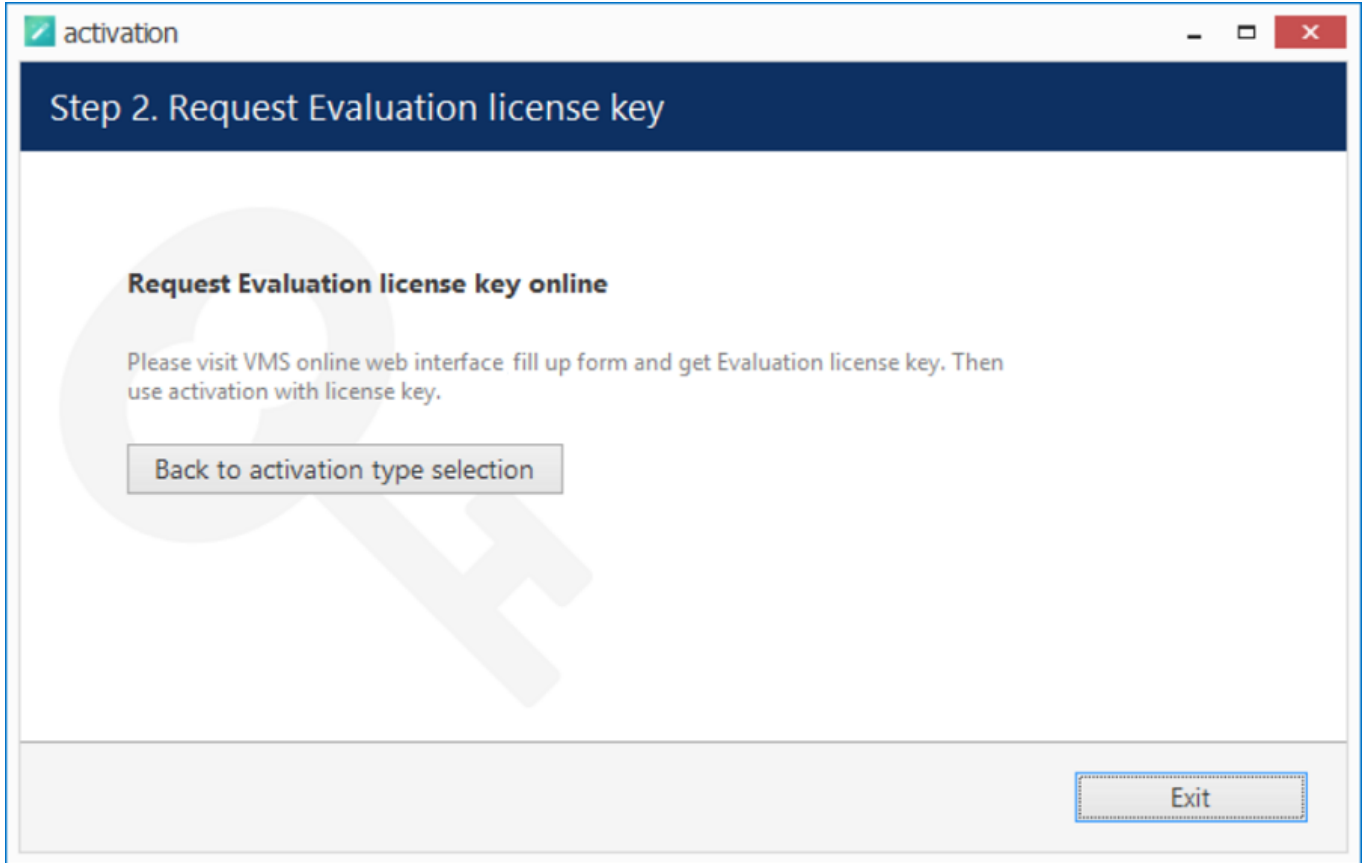 activation
Step 2. Request Evaluation license key
Request Evaluation license key online
Please visit VMS online web interface fill up form and get Evaluation license key. Then
use activation with license key.
Back to activation type selection
Exit